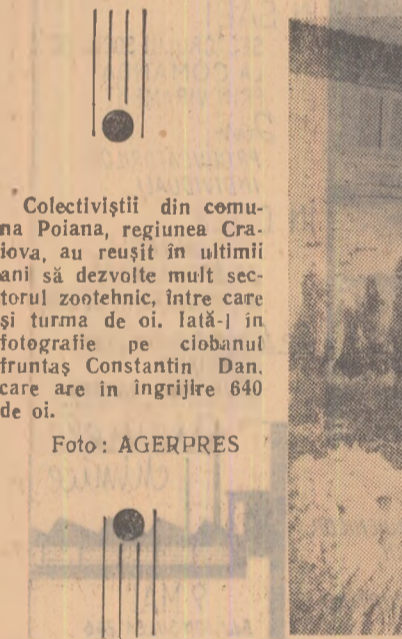 Colectiviştii din comu-
na Poiana, regiunea Cra-
iova, au reuşit în ultimii
ani să dezvolte mult sec-
torul zootehnic, între care
şi turma de oi. Iată-l in
fotografie pe ciobanul
fruntaş Constantin Dan.
care are in îngrijire 640
de oi.
Foto: AGERPRES